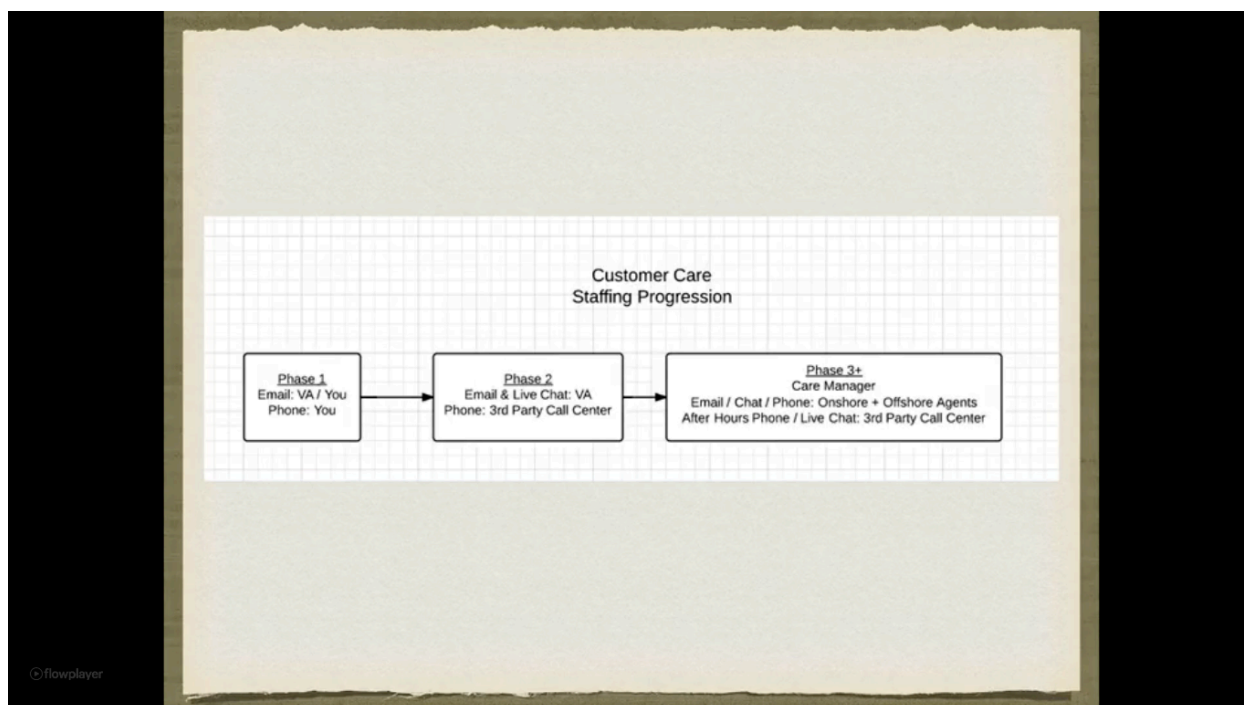 Customer Care
Staffing Progression
Phase 1
Email: VA / You
Phone: You
Phase 2
Email & Live Chat: VA
Phone: 3rd Party Call Center
Phase 3+
Care Manager
Email / Chat / Phone: Onshore + Offshore Agents
After Hours Phone / Live Chat: 3rd Party Call Center
flowplayer